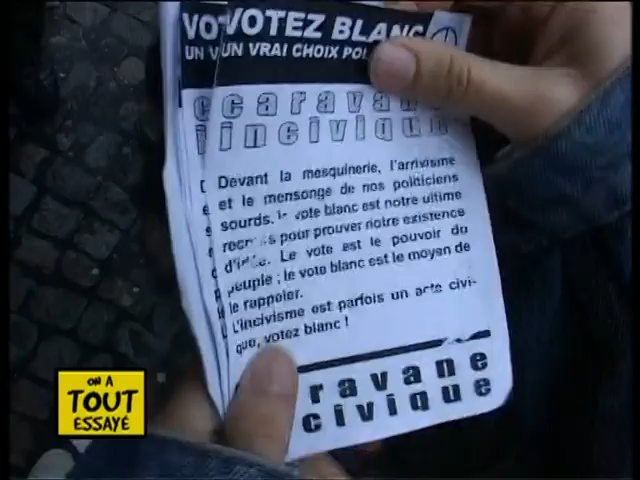 VOTEZ BLANC
UN VRAI CHOIX
caravane
incivique
Devant la mesquinerie, l'arrivisme
et le mensonge de nos politiciens
sourds, le vote blanc est notre ultime
pour prouver notre existence
Le vote est le pouvoir du
peuple ; le vote blanc est le moyen de
le rappeler.
L'incivisme est parfois un acte civi-
que, votez blanc !
ravane
civique
ON A
TOUT
ESSAYÉ